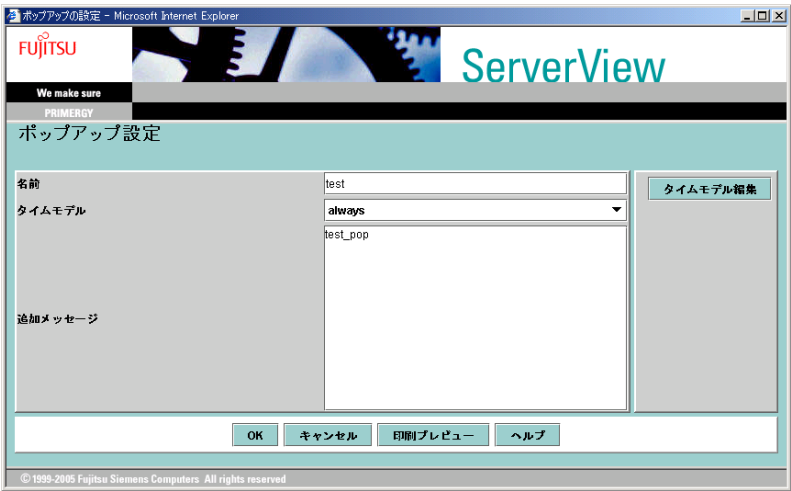 ポップアップの設定 - Microsoft Internet Explorer
FUJITSU
ServerView
We make sure
PRIMERGY
ポップアップ設定
名前
test
タイムモデル編集
タイムモデル
always
test_pop
追加メッセージ
OK
キャンセル
印刷プレビュー
ヘルプ
© 1999-2005 Fujitsu Siemens Computers All rights reserved